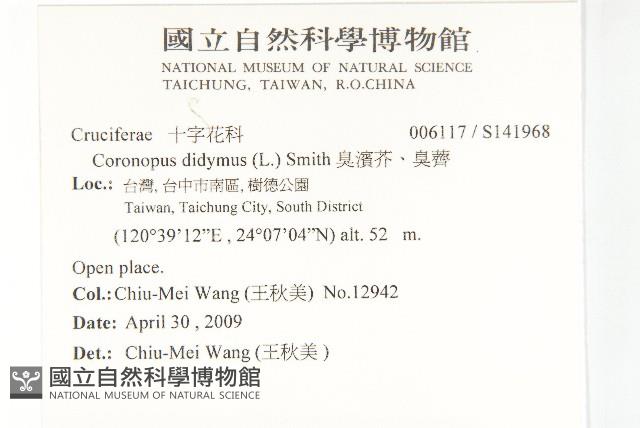 國立自然科學博物館
NATIONAL MUSEUM OF NATURAL SCIENCE
TAICHUNG, TAIWAN, R.O.CHINA
Cruciferae 十字花科 006117 / S141968
Coronopus didymus (L.) Smith 臭濱芥、臭薺
Loc.: 台灣, 台中市南區, 樹德公園
Taiwan, Taichung City, South District
(120°39'12"E , 24°07'04"N) alt. 52 m.
Open place.
Col.: Chiu-Mei Wang (王秋美) No.12942
Date: April 30 , 2009
Det.: Chiu-Mei Wang (王秋美 )
國立自然科學博物館
NATIONAL MUSEUM OF NATURAL SCIENCE